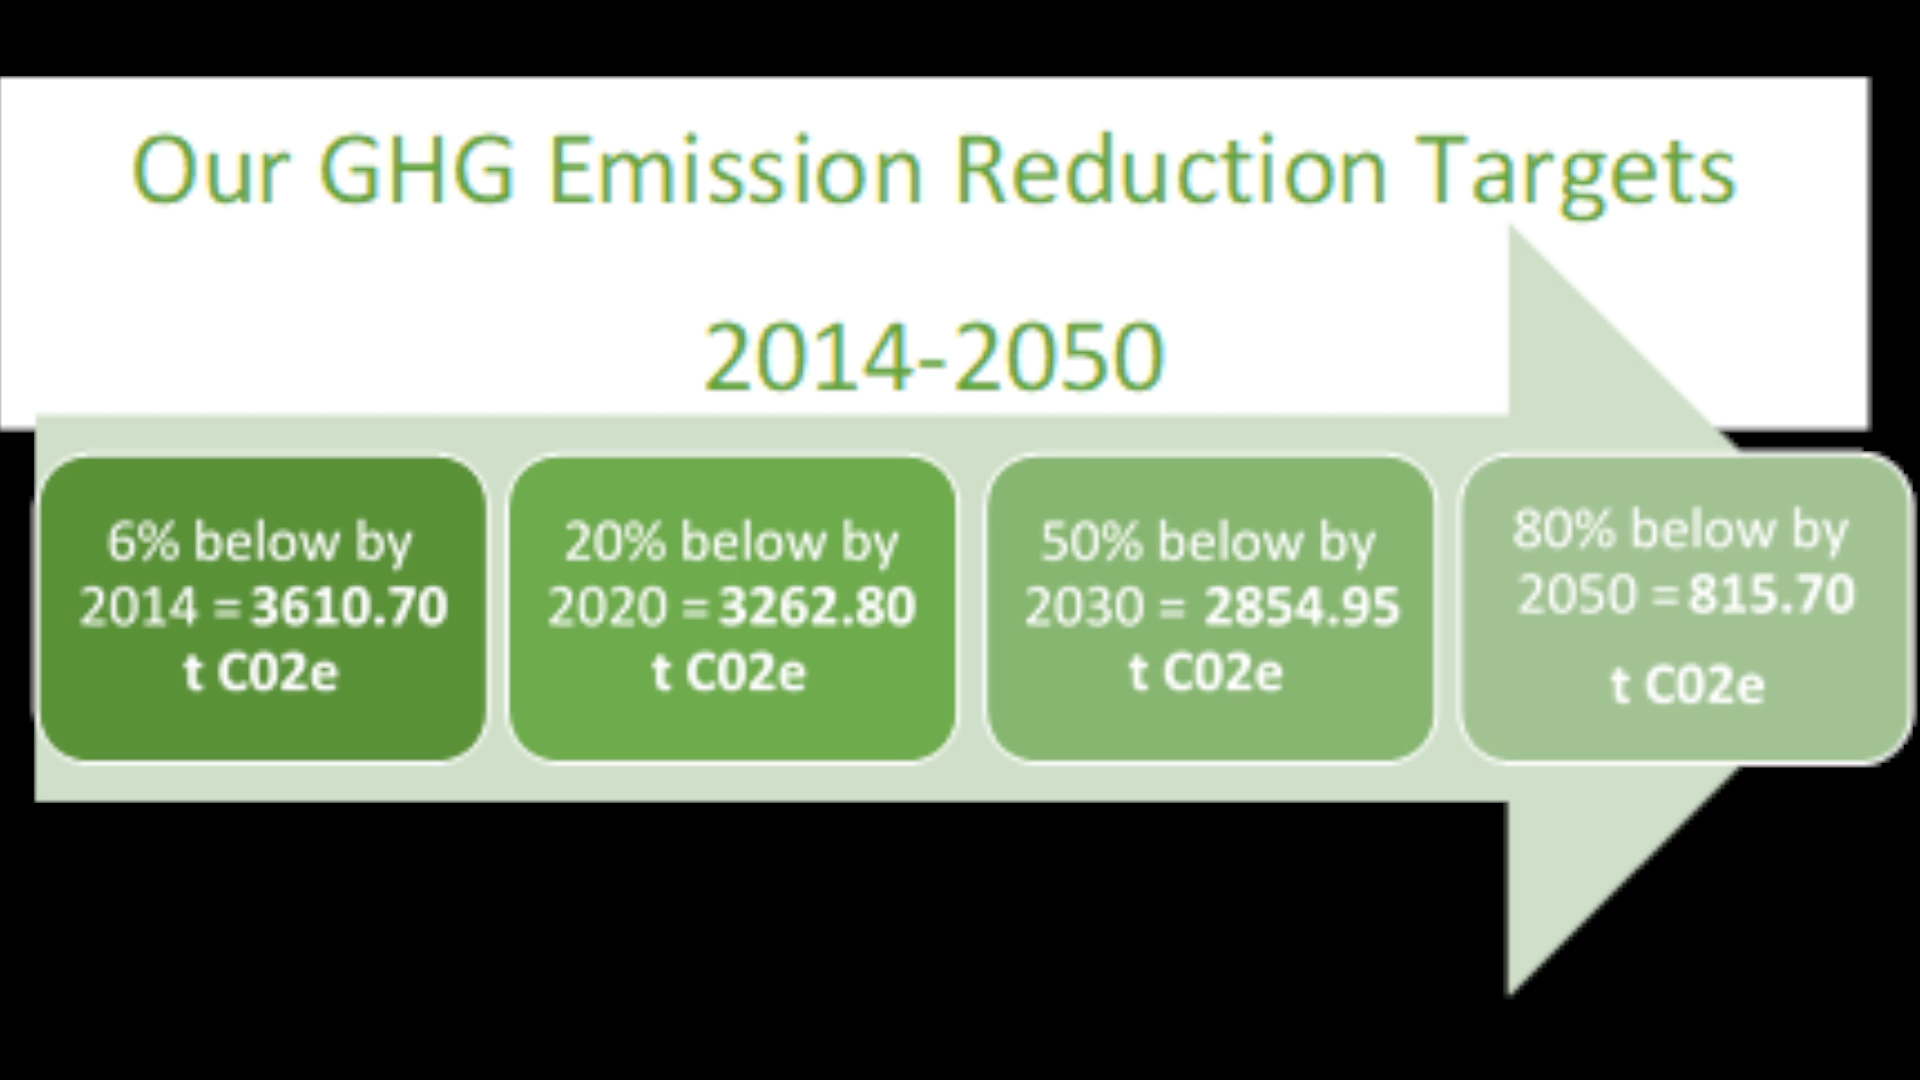 Our GHG Emission Reduction Targets
2014-2050
6% below by
2014 = 3610.70
t C02e
20% below by
2020 = 3262.80
t C02e
50% below by
2030 = 2854.95
t C02e
80% below by
2050 = 815.70
t C02e